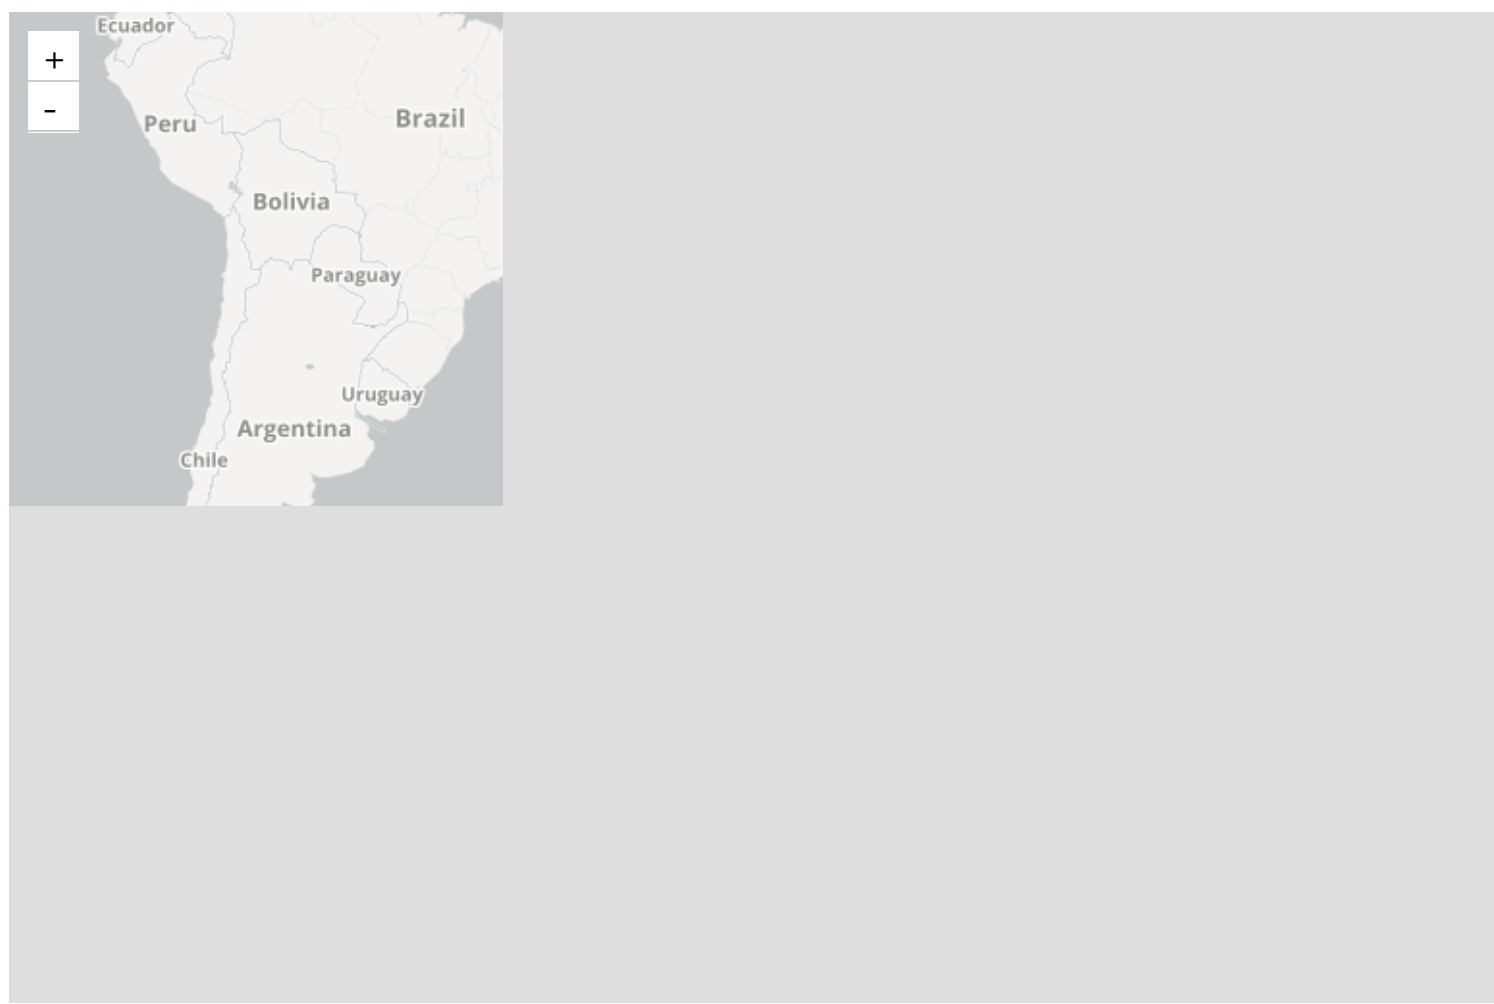 Ecuador
+
-
Peru
Brazil
Bolivia
Paraguay
Uruguay
Argentina
Chile